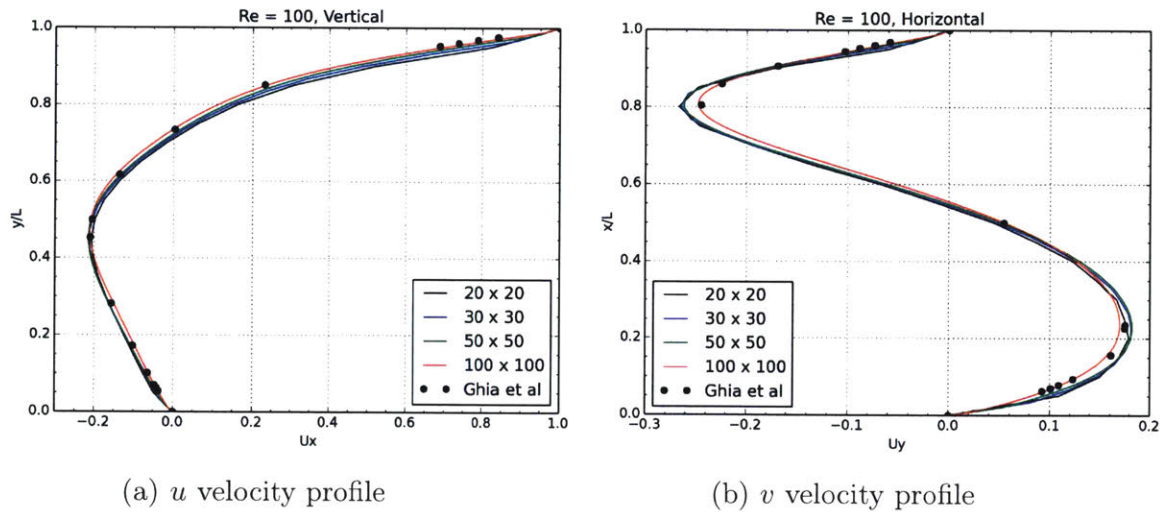 Re = 100, Vertical
1.0
0.8
0.6
0.4
0.2
0.0
y/L
−0.2
0.0
0.2
0.4
0.6
0.8
1.0
Ux
20 x 20
30 x 30
50 x 50
100 x 100
Ghia et al
(a) u velocity profile
Re = 100, Horizontal
1.0
0.8
0.6
0.4
0.2
0.0
x/L
−0.3
−0.2
−0.1
0.0
0.1
0.2
Uy
20 x 20
30 x 30
50 x 50
100 x 100
Ghia et al
(b) v velocity profile